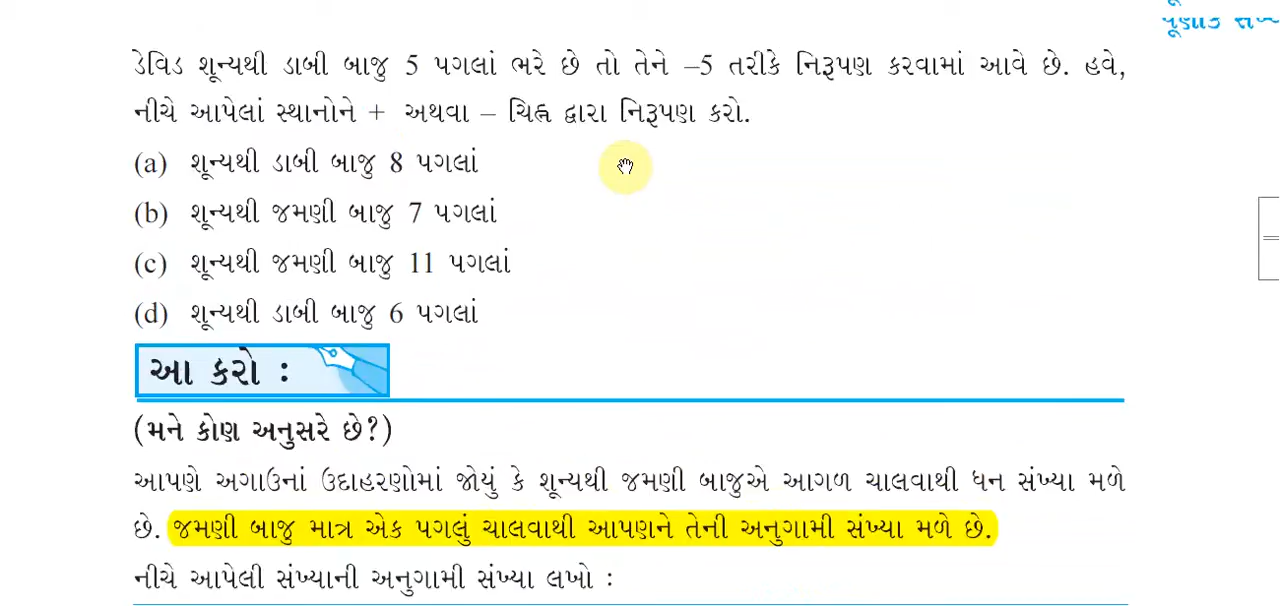 પૂર્ણાંક સંખ્યા
ડેવિડ શૂન્યથી ડાબી બાજુ 5 પગલાં ભરે છે તો તેને –5 તરીકે નિરૂપણ કરવામાં આવે છે. હવે,
નીચે આપેલાં સ્થાનોને + અથવા – ચિહ્ન દ્વારા નિરૂપણ કરો.
(a) શૂન્યથી ડાબી બાજુ 8 પગલાં
(b) શૂન્યથી જમણી બાજુ 7 પગલાં
(c) શૂન્યથી જમણી બાજુ 11 પગલાં
(d) શૂન્યથી ડાબી બાજુ 6 પગલાં
આ કરો :
(મને કોણ અનુસરે છે?)
આપણે અગાઉનાં ઉદાહરણોમાં જોયું કે શૂન્યથી જમણી બાજુએ આગળ ચાલવાથી ધન સંખ્યા મળે
છે. જમણી બાજુ માત્ર એક પગલું ચાલવાથી આપણને તેની અનુગામી સંખ્યા મળે છે.
નીચે આપેલી સંખ્યાની અનુગામી સંખ્યા લખો :